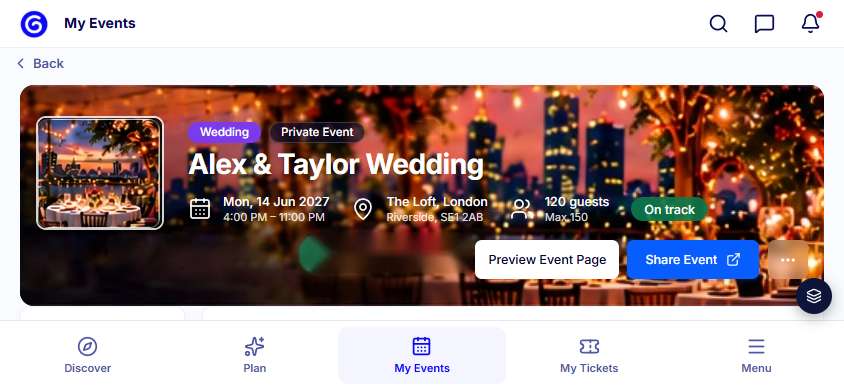 My Events
Back
Wedding
Private Event
Alex & Taylor Wedding
Mon, 14 Jun 2027
4:00 PM – 11:00 PM
The Loft, London
Riverside, SE1 2AB
120 guests
Max 150
On track
Preview Event Page
Share Event
Discover
Plan
My Events
My Tickets
Menu